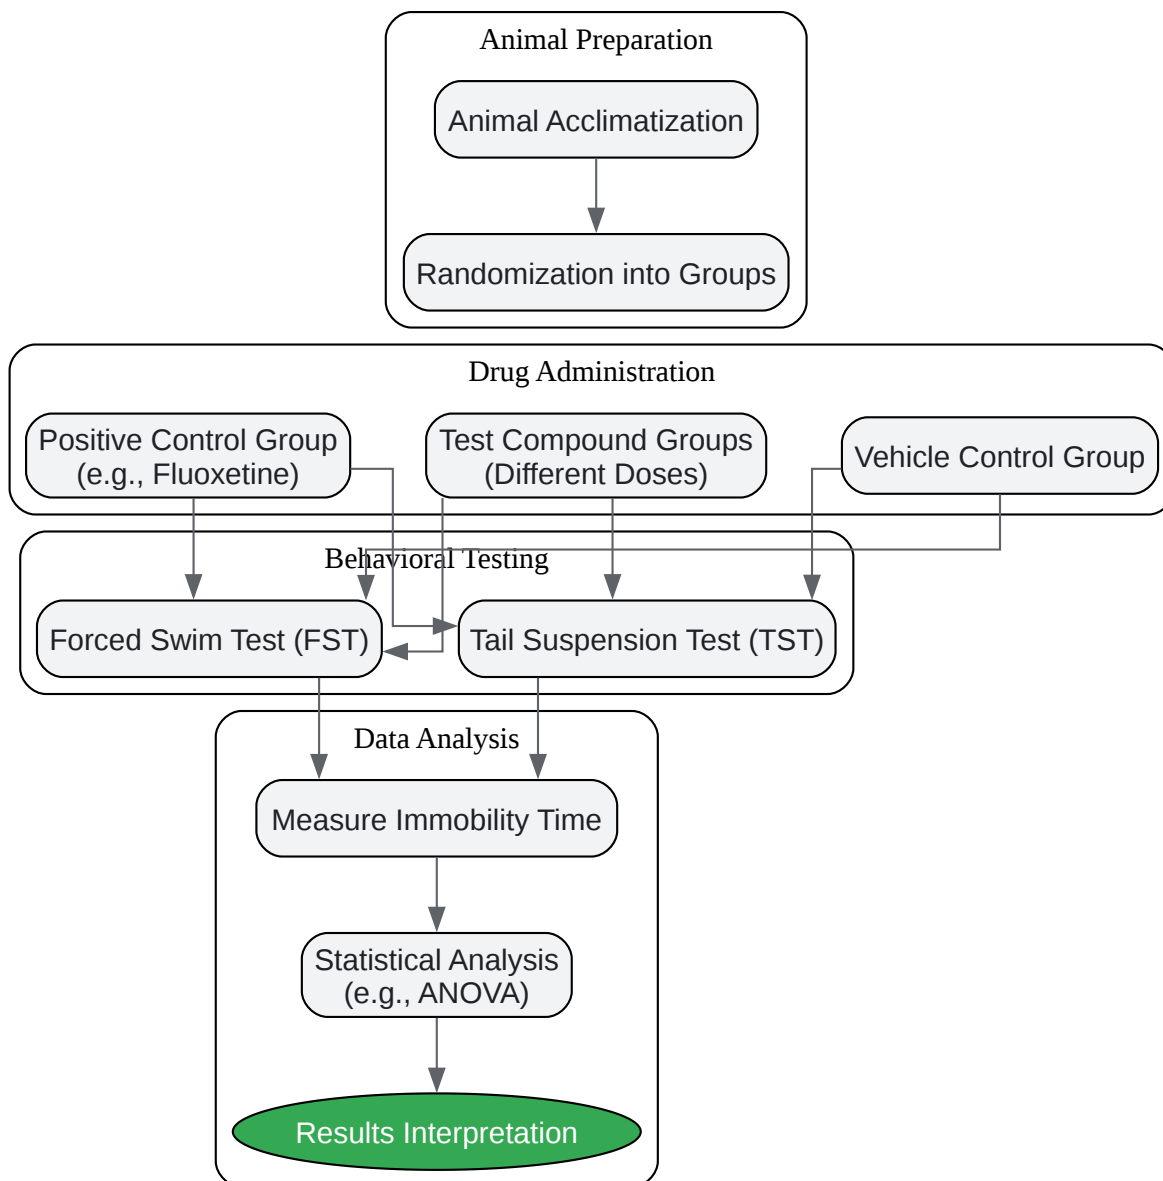 Animal Preparation
Animal Acclimatization
Randomization into Groups
Drug Administration
Positive Control Group
(e.g., Fluoxetine)
Test Compound Groups
(Different Doses)
Vehicle Control Group
Behavioral Testing
Forced Swim Test (FST)
Tail Suspension Test (TST)
Data Analysis
Measure Immobility Time
Statistical Analysis
(e.g., ANOVA)
Results Interpretation